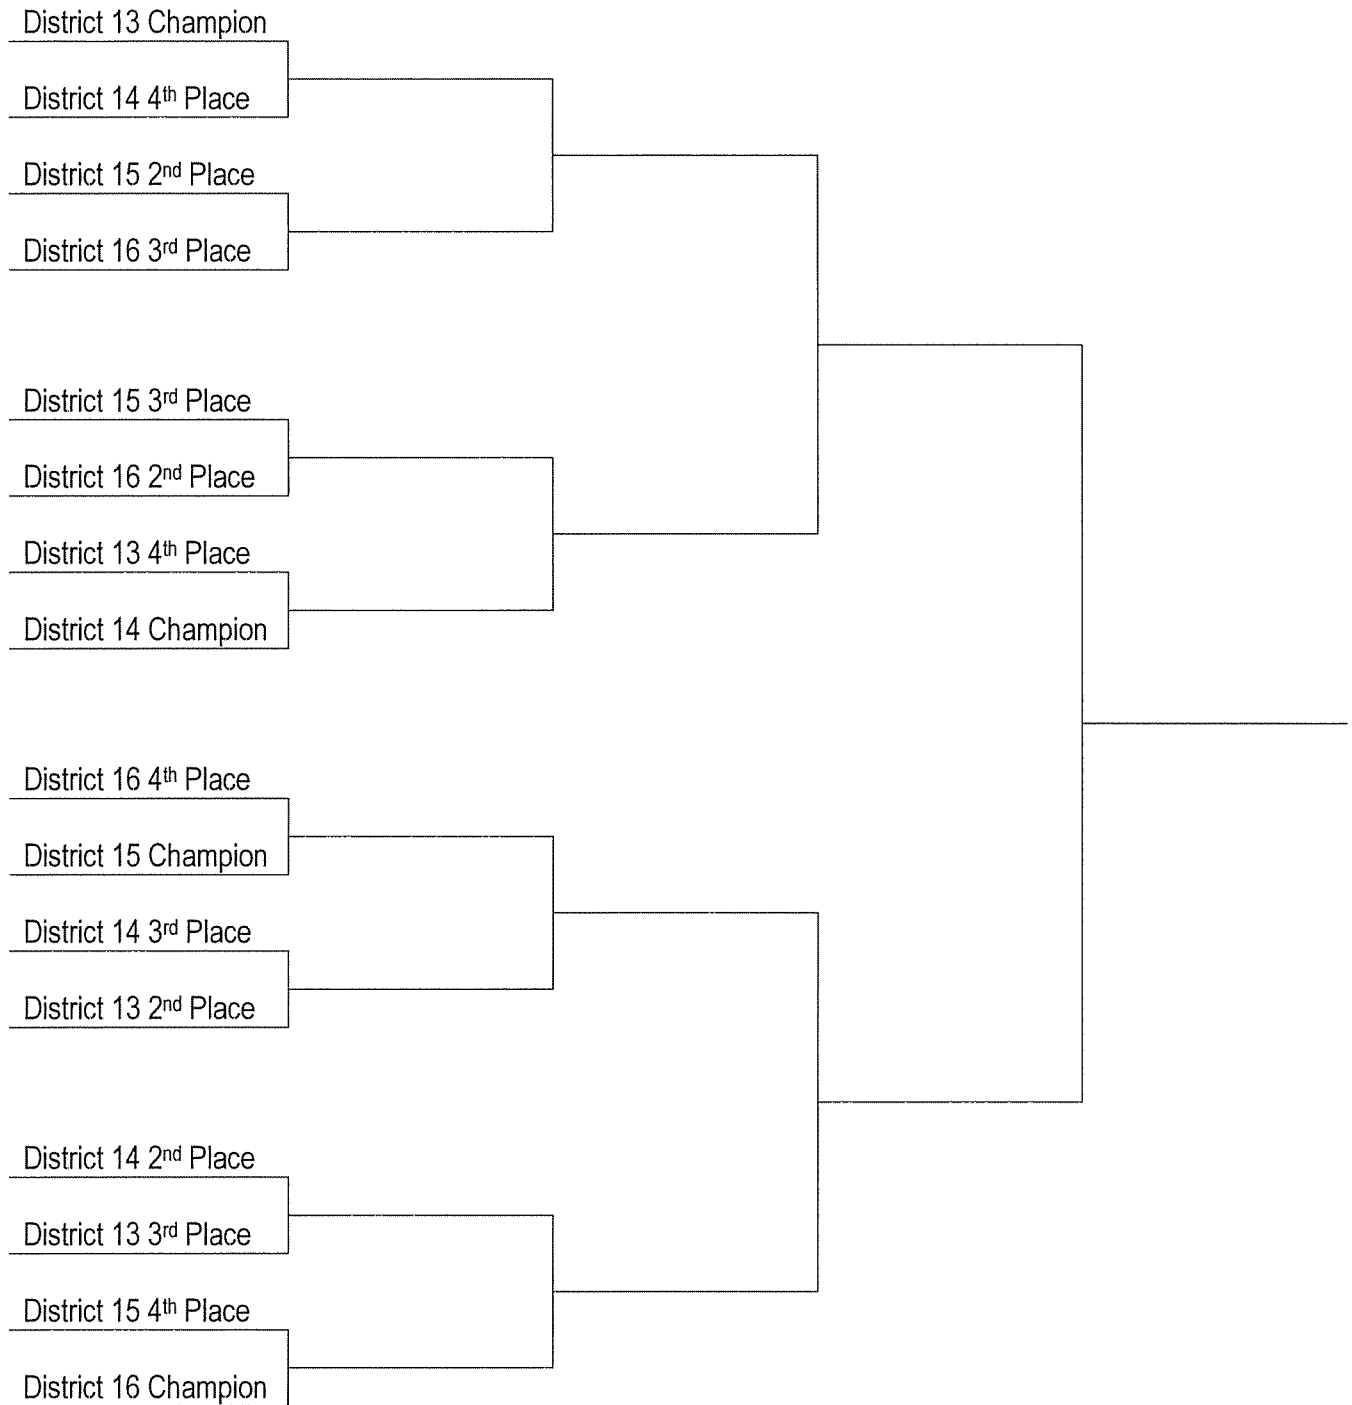 District 13 Champion
District 14 4th Place
District 15 2nd Place
District 16 3rd Place
District 15 3rd Place
District 16 2nd Place
District 13 4th Place
District 14 Champion
District 16 4th Place
District 15 Champion
District 14 3rd Place
District 13 2nd Place
District 14 2nd Place
District 13 3rd Place
District 15 4th Place
District 16 Champion